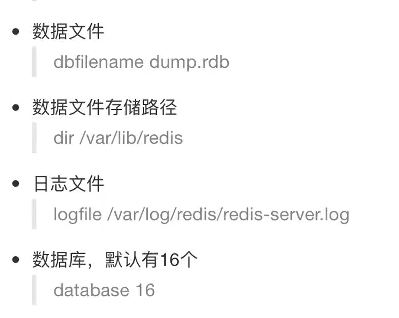 数据文件
dbfilename dump.rdb
数据文件存储路径
dir /var/lib/redis
日志文件
logfile /var/log/redis/redis-server.log
数据库，默认有16个
database 16